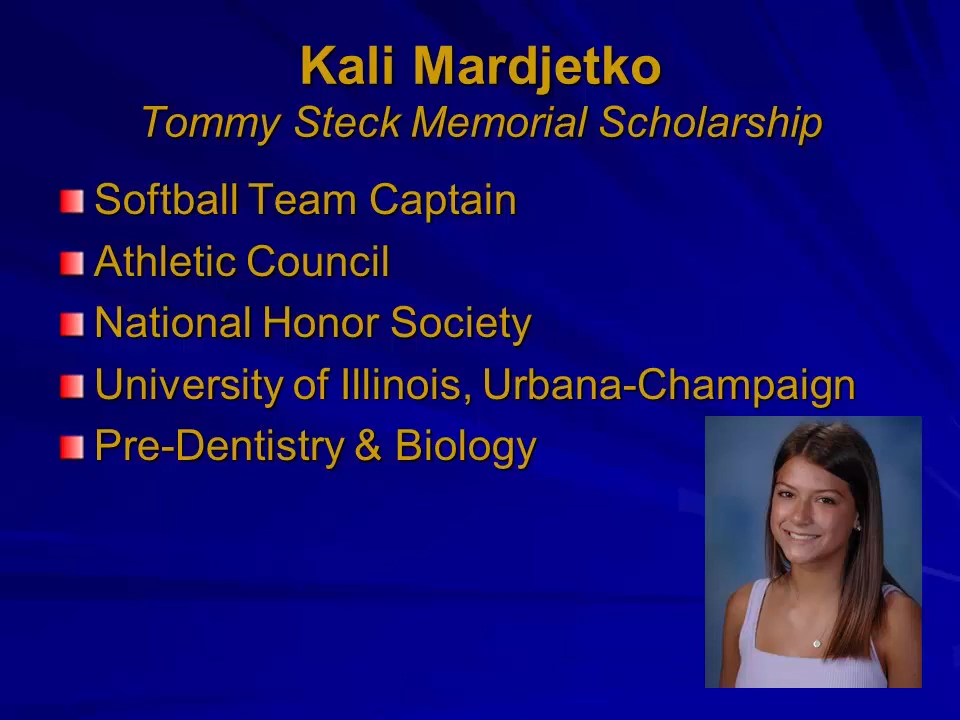 Kali Mardjetko
Tommy Steck Memorial Scholarship
Softball Team Captain
Athletic Council
National Honor Society
University of Illinois, Urbana-Champaign
Pre-Dentistry & Biology